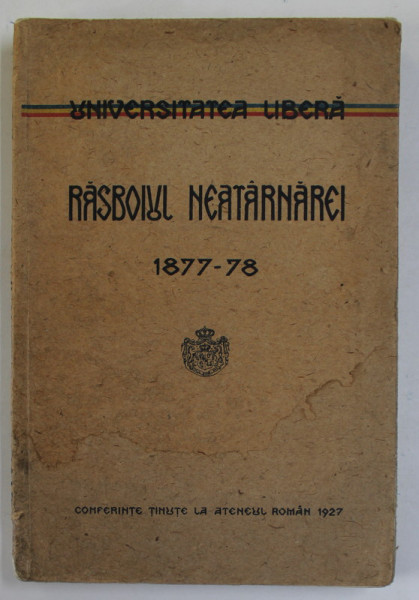 UNIVERSITATEA LIBERĂ
RĂSBOIUL NEATÂRNĂREI
1877-78
CONFERINȚE ȚINUTE LA ATENEUL ROMÂN 1927